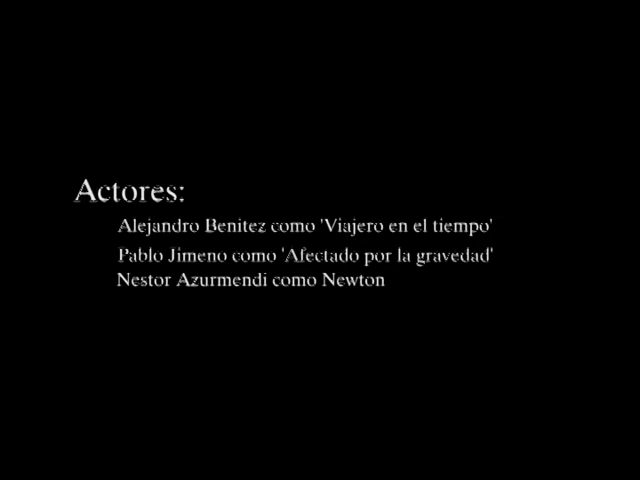 Actores:
Alejandro Benitez como 'Viajero en el tiempo'
Pablo Jimeno como 'Afectado por la gravedad'
Nestor Azurmendi como Newton